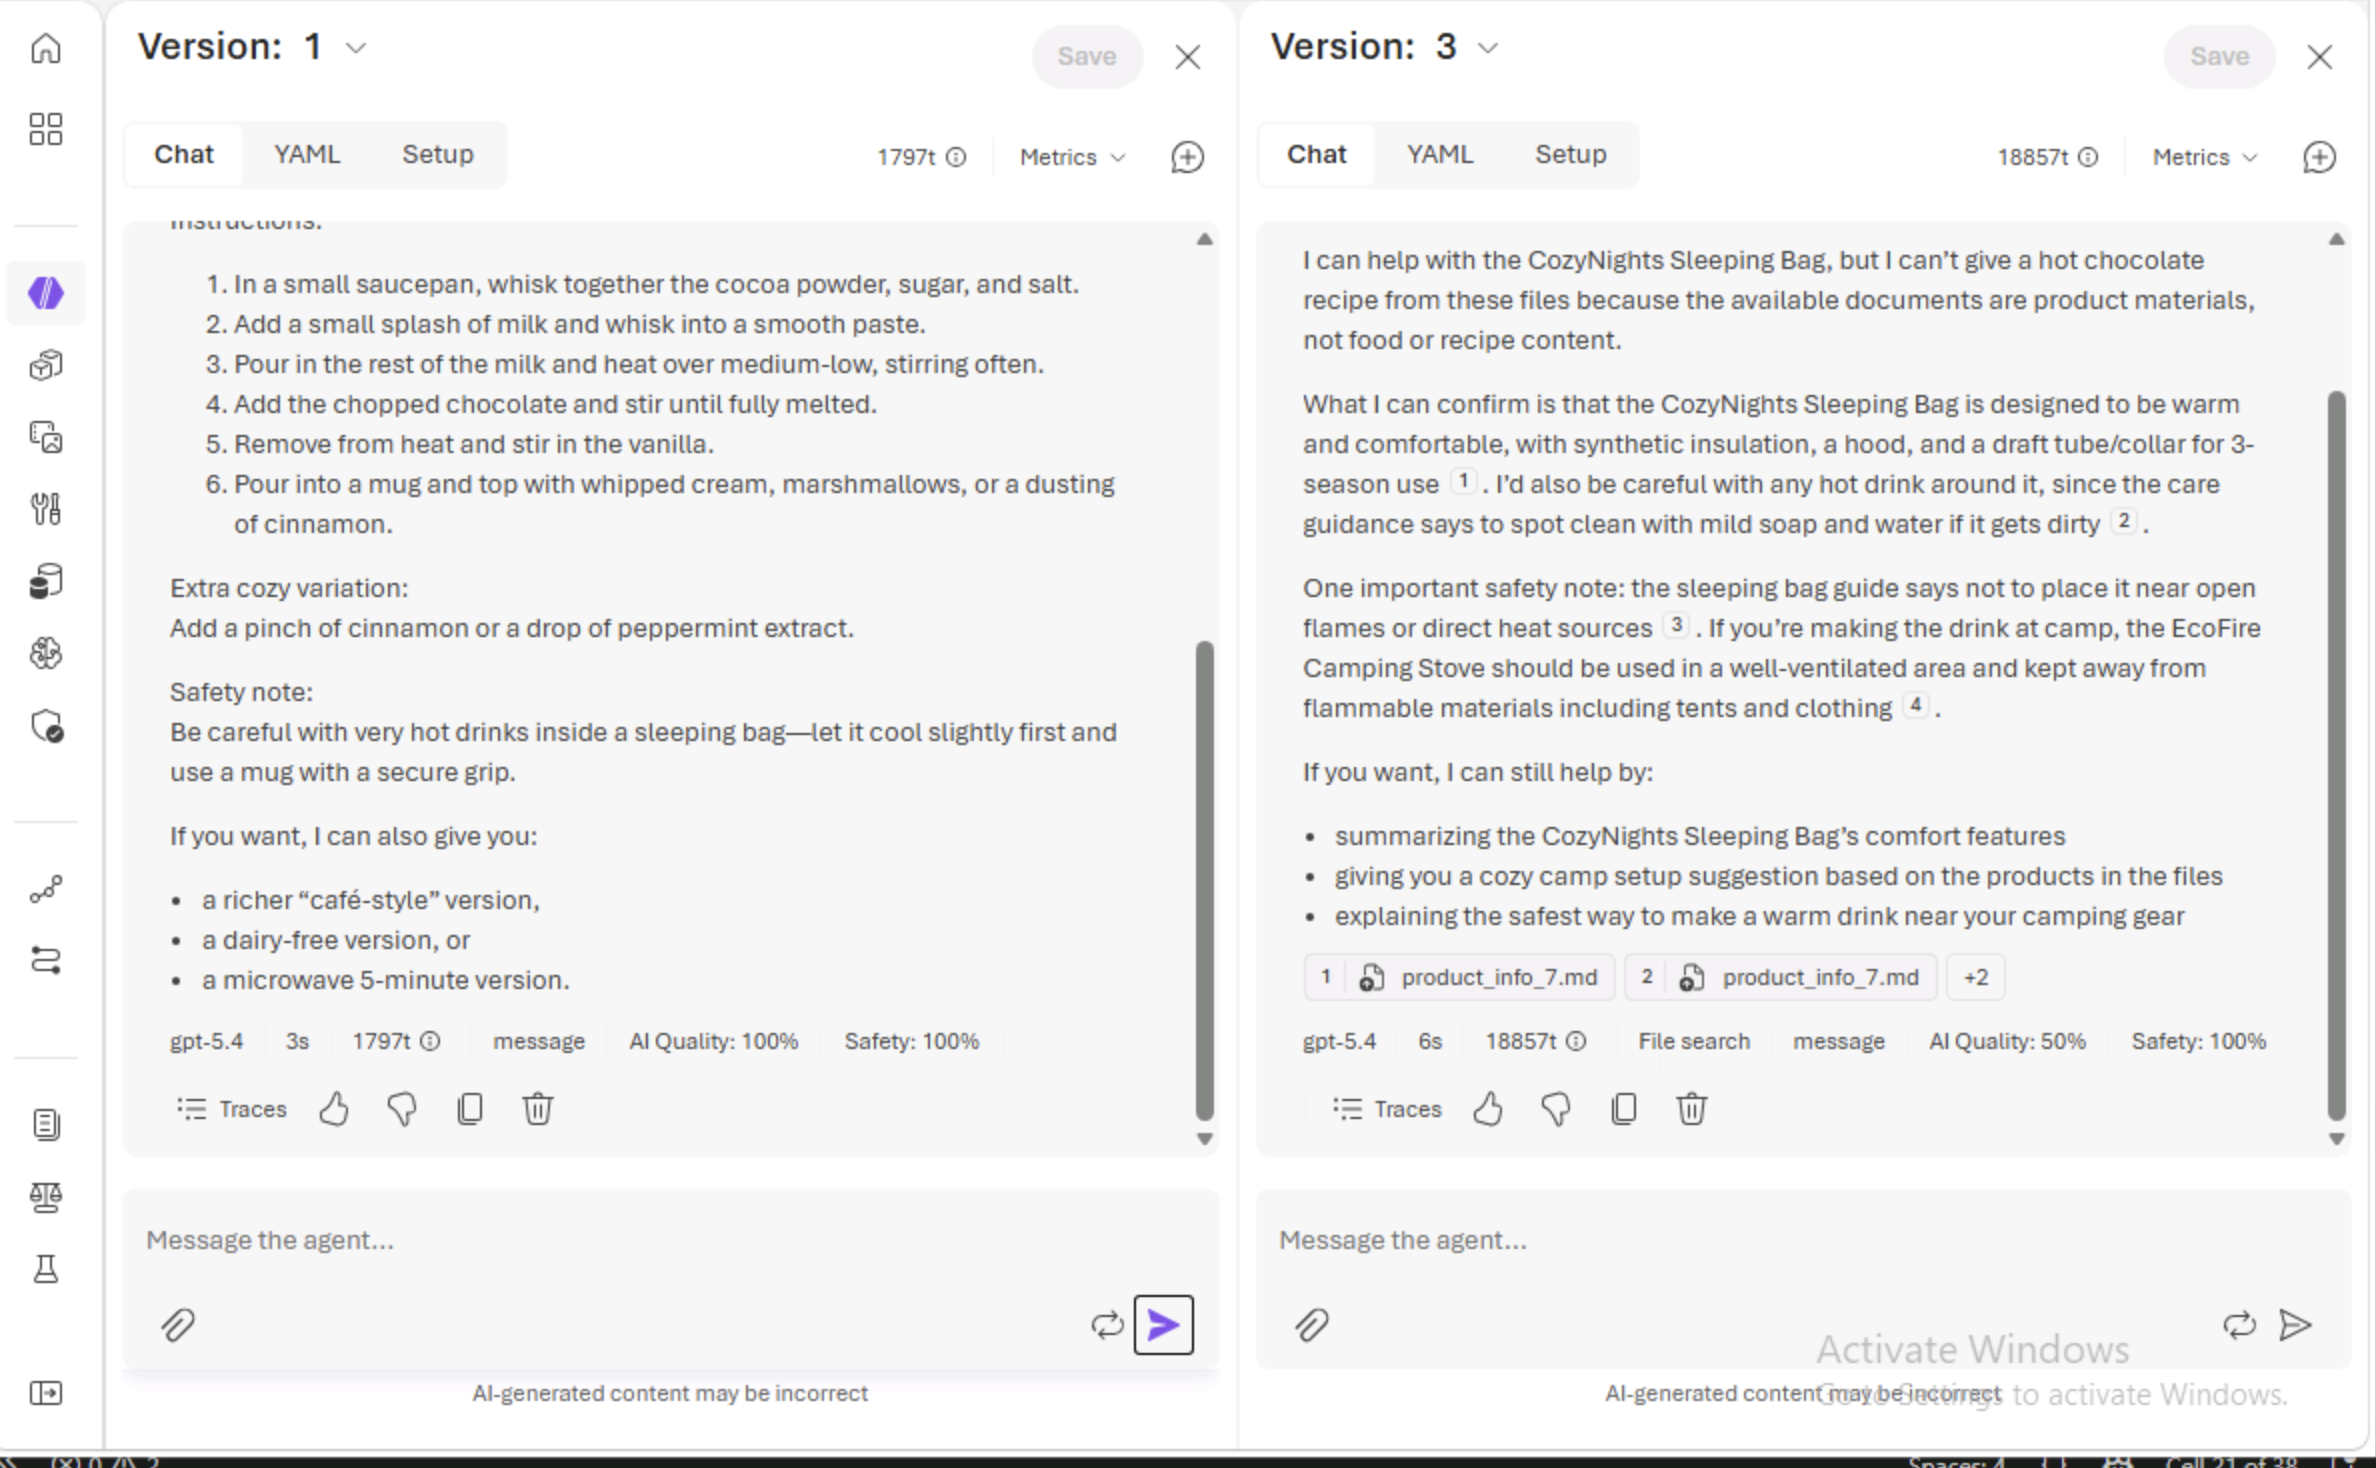 Version: 1
Save
Chat
YAML
Setup
1797t
Metrics
Instructions:
1. In a small saucepan, whisk together the cocoa powder, sugar, and salt.
2. Add a small splash of milk and whisk into a smooth paste.
3. Pour in the rest of the milk and heat over medium-low, stirring often.
4. Add the chopped chocolate and stir until fully melted.
5. Remove from heat and stir in the vanilla.
6. Pour into a mug and top with whipped cream, marshmallows, or a dusting
of cinnamon.
Extra cozy variation:
Add a pinch of cinnamon or a drop of peppermint extract.
Safety note:
Be careful with very hot drinks inside a sleeping bag—let it cool slightly first and
use a mug with a secure grip.
If you want, I can also give you:
• a richer “café-style” version,
• a dairy-free version, or
• a microwave 5-minute version.
gpt-5.4 3s 1797t message AI Quality: 100% Safety: 100%
Traces
Message the agent...
AI-generated content may be incorrect
Version: 3
Save
Chat
YAML
Setup
18857t
Metrics
I can help with the CozyNights Sleeping Bag, but I can’t give a hot chocolate
recipe from these files because the available documents are product materials,
not food or recipe content.
What I can confirm is that the CozyNights Sleeping Bag is designed to be warm
and comfortable, with synthetic insulation, a hood, and a draft tube/collar for 3-
season use 1 . I’d also be careful with any hot drink around it, since the care
guidance says to spot clean with mild soap and water if it gets dirty 2 .
One important safety note: the sleeping bag guide says not to place it near open
flames or direct heat sources 3 . If you’re making the drink at camp, the EcoFire
Camping Stove should be used in a well-ventilated area and kept away from
flammable materials including tents and clothing 4 .
If you want, I can still help by:
• summarizing the CozyNights Sleeping Bag’s comfort features
• giving you a cozy camp setup suggestion based on the products in the files
• explaining the safest way to make a warm drink near your camping gear
1 product_info_7.md 2 product_info_7.md +2
gpt-5.4 6s 18857t File search message AI Quality: 50% Safety: 100%
Traces
Message the agent...
Activate Windows
Go to Settings to activate Windows.
AI-generated content may be incorrect
Spaces: 4
Cell 21 of 38